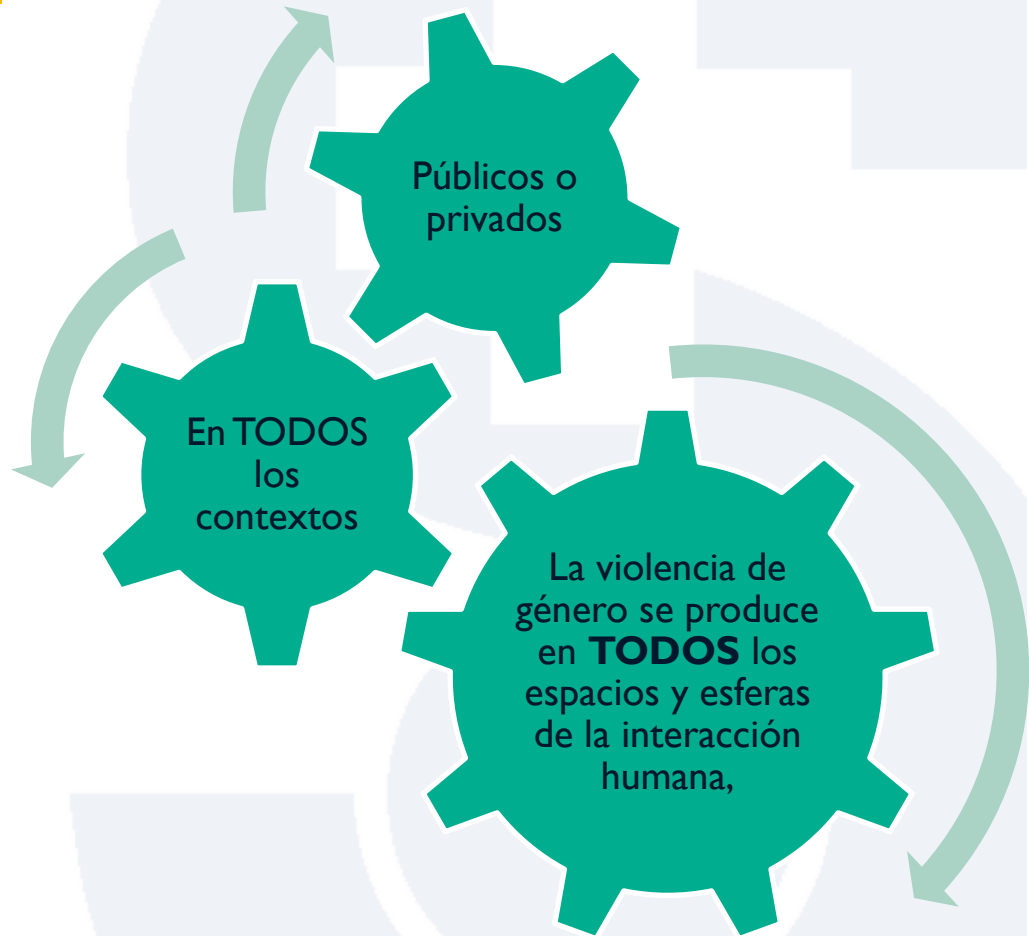 Públicos o
privados
En TODOS
los
contextos
La violencia de
género se produce
en TODOS los
espacios y esferas
de la interacción
humana,